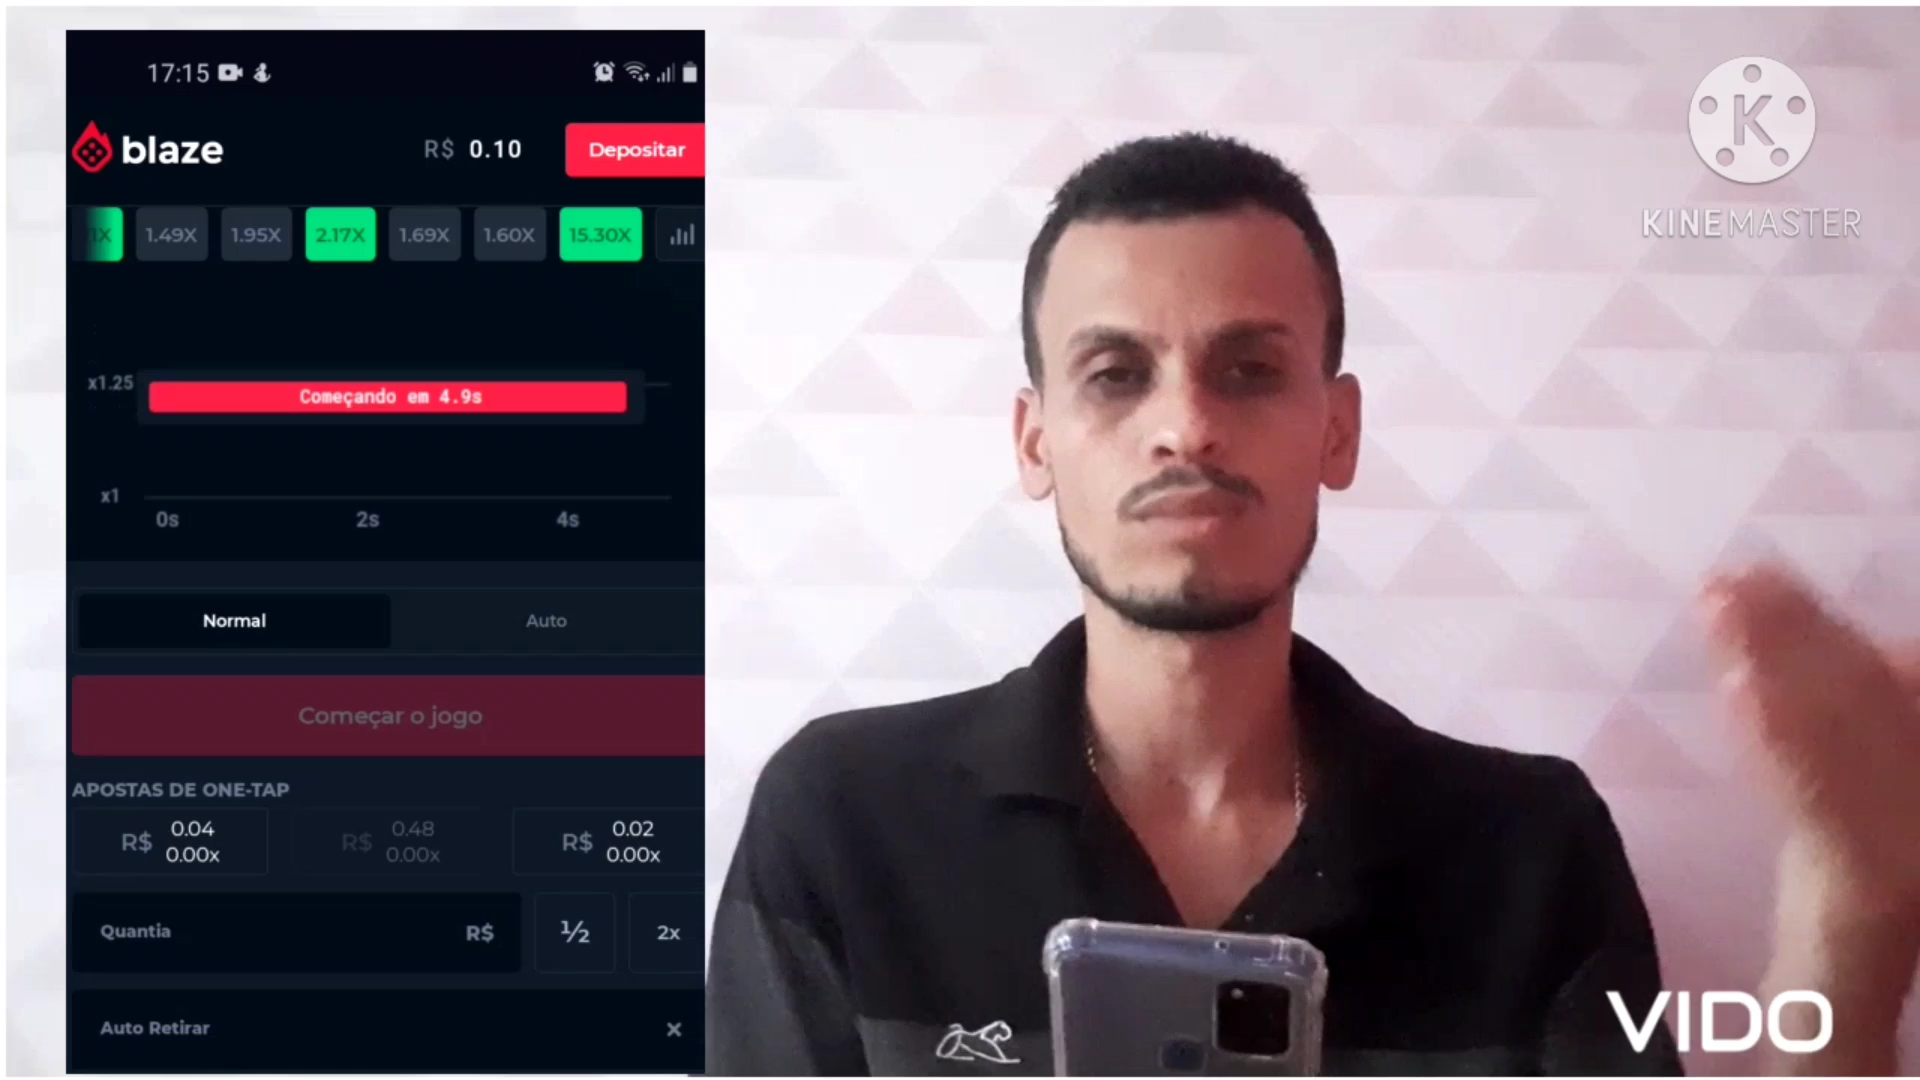 17:15
blaze
R$ 0.10
Depositar
1X 1.49X 1.95X 2.17X 1.69X 1.60X 15.30X
x1.25
Começando em 4.9s
x1
0s 2s 4s
Normal Auto
Começar o jogo
APOSTAS DE ONE-TAP
R$ 0.04 0.00x
R$ 0.48 0.00x
R$ 0.02 0.00x
Quantia R$ ½ 2x
Auto Retirar ×
K
KINEMASTER
VIDO